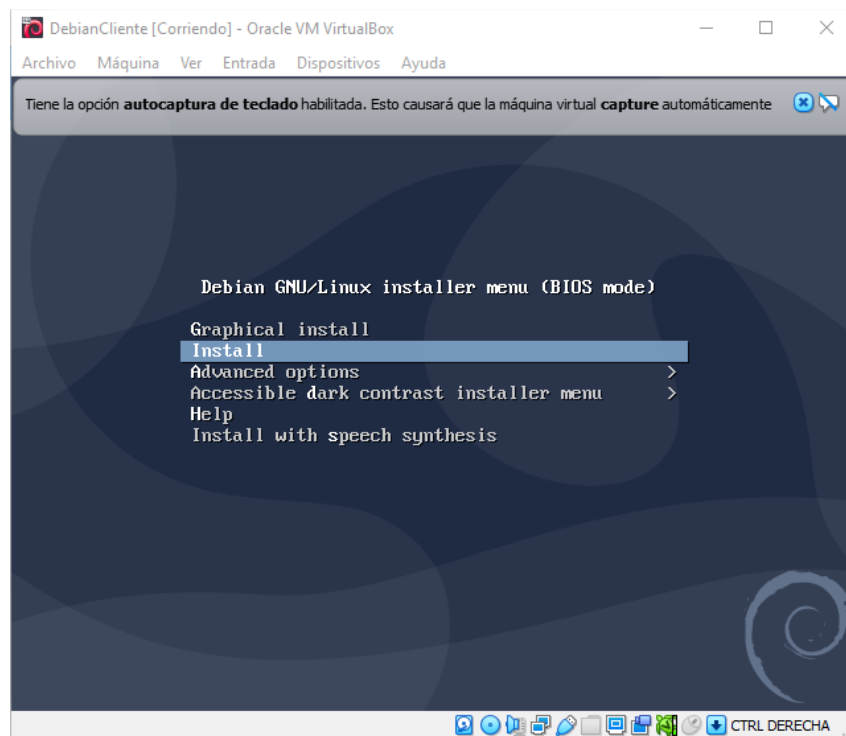 DebianCliente [Corriendo] - Oracle VM VirtualBox
Archivo Máquina Ver Entrada Dispositivos Ayuda
Tiene la opción autocaptura de teclado habilitada. Esto causará que la máquina virtual capture automáticamente
Debian GNU/Linux installer menu (BIOS mode)
Graphical install
Install
Advanced options >
Accessible dark contrast installer menu >
Help
Install with speech synthesis
CTRL DERECHA